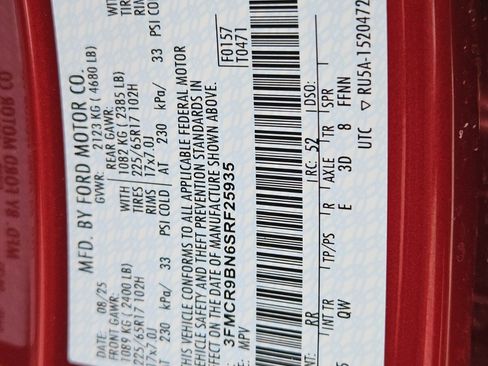 MFD. BY FORD MOTOR CO.
DATE: 08/25 GVWR: 2123 KG ( 4680 LB)
FRONT GAWR: REAR GAWR:
1089 KG ( 2400 LB) 1082 KG ( 2385 LB) WITH
225/65R17 102H 225/65R17 102H TIRES
17x7.0J RIMS 17x7.0J RIMS
AT 230 kPa/ 33 PSI COLD AT 230 kPa/ 33 PSI CO
THIS VEHICLE CONFORMS TO ALL APPLICABLE FEDERAL MOTOR
VEHICLE SAFETY AND THEFT PREVENTION STANDARDS IN
EFFECT ON THE DATE OF MANUFACTURE SHOWN ABOVE.
VIN: 3FMCR9BN6SRF25935
TYPE: MPV
F0157
T0471
RR RC: 52 DSO:
INT TR TP/PS R AXLE TR SPR
QW E 3D 8 FFNN
UTC ▽ RU5A-1520472